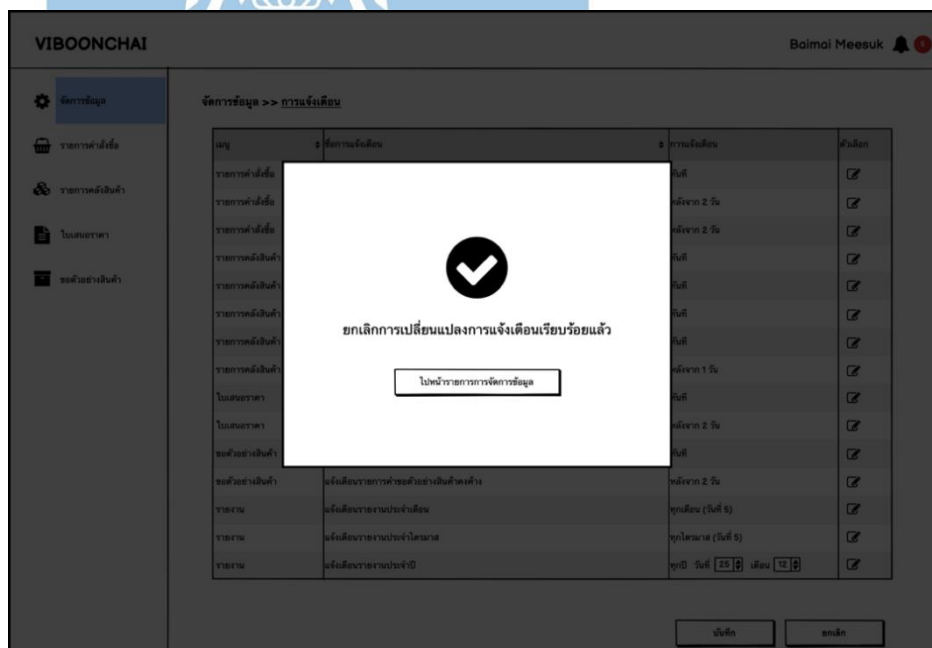 VIBOONCHAI
Baimai Meesuk
จัดการข้อมูล
จัดการข้อมูล >> การแจ้งเตือน
รายการคำสั่งซื้อ
รายการคลังสินค้า
ใบเสนอราคา
ขอตัวอย่างสินค้า
เมนู ชื่อการแจ้งเตือน การแจ้งเตือน ตัวเลือก
รายการคำสั่งซื้อ ทันที
รายการคำสั่งซื้อ หลังจาก 2 วัน
รายการคำสั่งซื้อ หลังจาก 2 วัน
รายการคลังสินค้า ทันที
รายการคลังสินค้า ทันที
รายการคลังสินค้า ทันที
รายการคลังสินค้า ทันที
รายการคลังสินค้า หลังจาก 1 วัน
ใบเสนอราคา ทันที
ใบเสนอราคา หลังจาก 2 วัน
ขอตัวอย่างสินค้า ทันที
ขอตัวอย่างสินค้า แจ้งเตือนรายการคำขอตัวอย่างสินค้าคงค้าง หลังจาก 2 วัน
รายงาน แจ้งเตือนรายงานประจำเดือน ทุกเดือน (วันที่ 5)
รายงาน แจ้งเตือนรายงานประจำไตรมาส ทุกไตรมาส (วันที่ 5)
รายงาน แจ้งเตือนรายงานประจำปี ทุกปี วันที่ 25 เดือน 12
ยกเลิกการเปลี่ยนแปลงการแจ้งเตือนเรียบร้อยแล้ว
ไปหน้ารายการการจัดการข้อมูล
บันทึก ยกเลิก